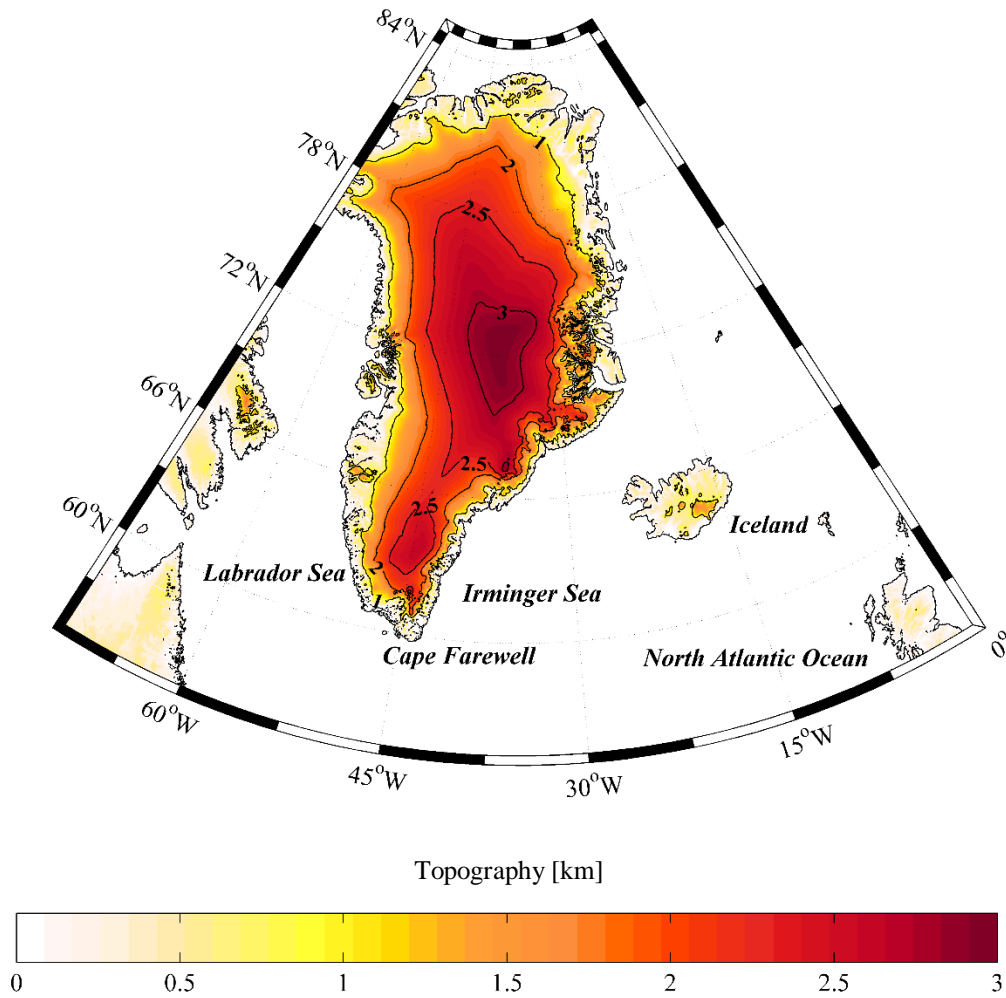 84°N
78°N
72°N
66°N
60°N
1
2
2.5
3
2.5
2.5
2
1
Iceland
Labrador Sea
Irminger Sea
Cape Farewell
North Atlantic Ocean
0°
60°W
45°W
30°W
15°W
Topography [km]
0 0.5 1 1.5 2 2.5 3